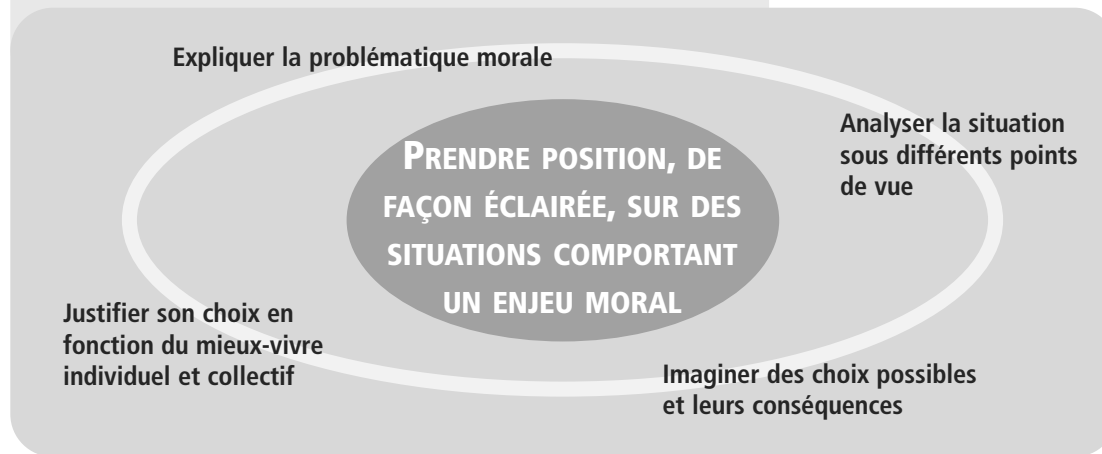 Expliquer la problématique morale
Analyser la situation
sous différents points
de vue
PRENDRE POSITION, DE
FAÇON ÉCLAIRÉE, SUR DES
SITUATIONS COMPORTANT
UN ENJEU MORAL
Justifier son choix en
fonction du mieux-vivre
individuel et collectif
Imaginer des choix possibles
et leurs conséquences